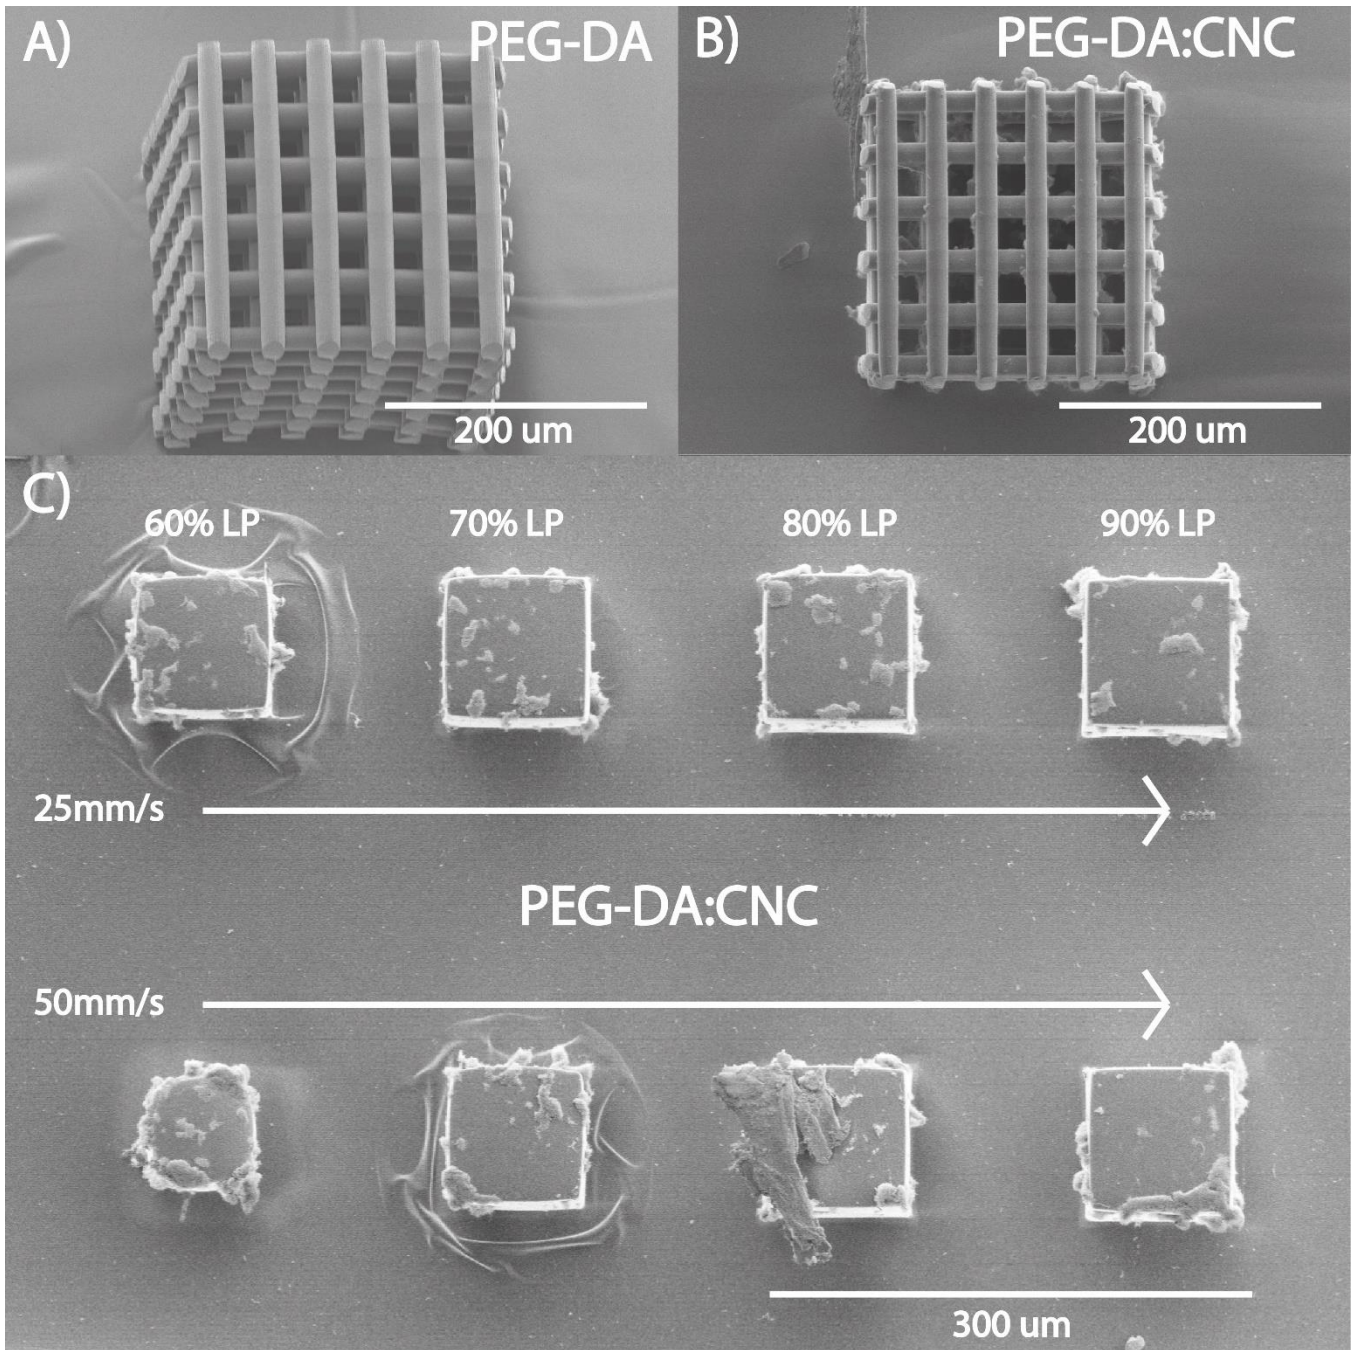 A)
PEG-DA
200 um
B)
PEG-DA:CNC
200 um
C)
60% LP
70% LP
80% LP
90% LP
25mm/s
PEG-DA:CNC
50mm/s
300 um